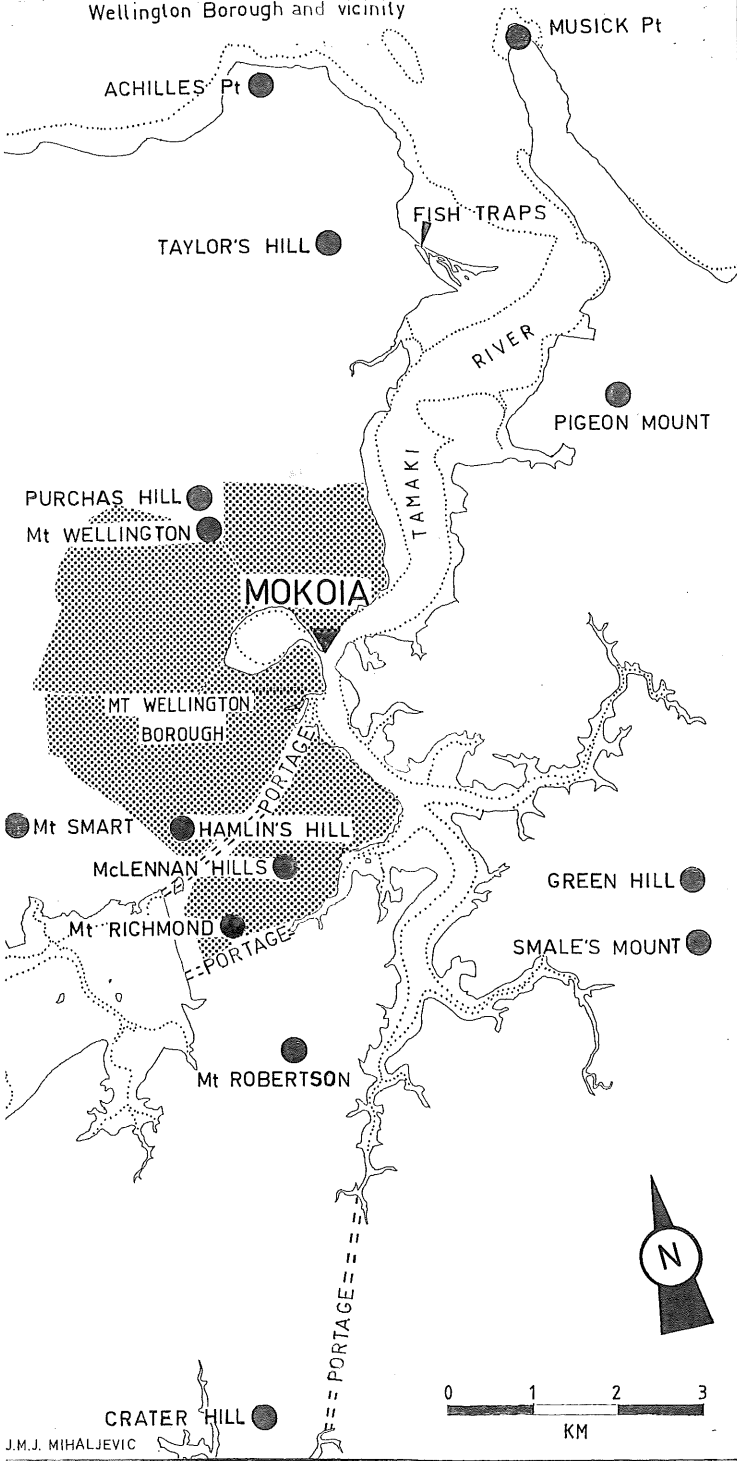 Wellington Borough and vicinity
MUSICK Pt
ACHILLES Pt
FISH TRAPS
TAYLOR'S HILL
RIVER
PIGEON MOUNT
TAMAKI
PURCHAS HILL
Mt WELLINGTON
MOKOIA
MT WELLINGTON
BOROUGH
PORTAGE
Mt SMART
HAMLIN'S HILL
McLENNAN HILLS
GREEN HILL
Mt RICHMOND
PORTAGE
SMALE'S MOUNT
Mt ROBERTSON
N
PORTAGE
0 1 2 3
KM
CRATER HILL
J.M.J. MIHALJEVIC